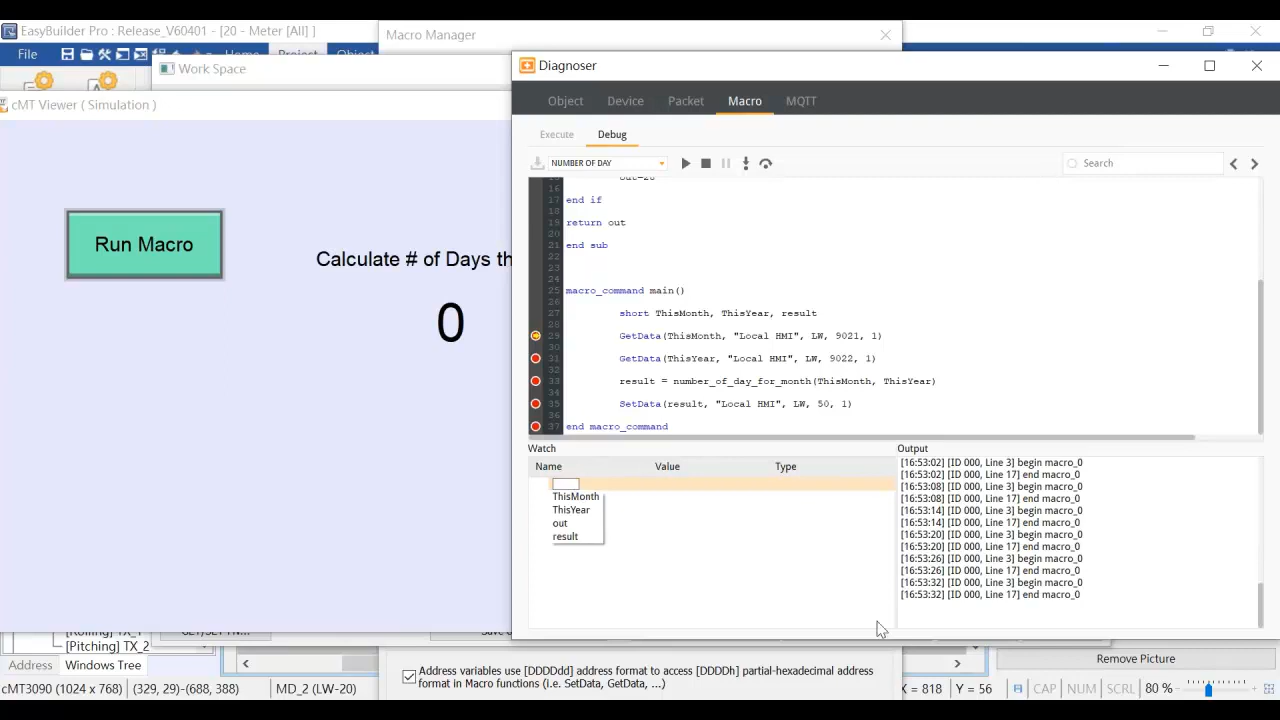 EasyBuilder Pro : Release_V60401 - [20 - Meter [All] ]
File
Home
Project
Object
Macro Manager
Work Space
cMT Viewer ( Simulation )
Run Macro
Calculate # of Days th
0
Diagnoser
Object Device Packet Macro MQTT
Execute Debug
NUMBER OF DAY
Search
16
17 end if
18
19 return out
20
21 end sub
22
23
24
25 macro_command main()
26
27 short ThisMonth, ThisYear, result
28
29 GetData(ThisMonth, "Local HMI", LW, 9021, 1)
30
31 GetData(ThisYear, "Local HMI", LW, 9022, 1)
32
33 result = number_of_day_for_month(ThisMonth, ThisYear)
34
35 SetData(result, "Local HMI", LW, 50, 1)
36
37 end macro_command
Watch
Name Value Type
ThisMonth
ThisYear
out
result
Output
[16:53:02] [ID 000, Line 3] begin macro_0
[16:53:02] [ID 000, Line 17] end macro_0
[16:53:08] [ID 000, Line 3] begin macro_0
[16:53:08] [ID 000, Line 17] end macro_0
[16:53:14] [ID 000, Line 3] begin macro_0
[16:53:14] [ID 000, Line 17] end macro_0
[16:53:20] [ID 000, Line 3] begin macro_0
[16:53:20] [ID 000, Line 17] end macro_0
[16:53:26] [ID 000, Line 3] begin macro_0
[16:53:26] [ID 000, Line 17] end macro_0
[16:53:32] [ID 000, Line 3] begin macro_0
[16:53:32] [ID 000, Line 17] end macro_0
[Rolling] TX_1
[Pitching] TX_2
Address Windows Tree
Address variables use [DDDDdd] address format to access [DDDDh] partial-hexadecimal address
format in Macro functions (i.e. SetData, GetData, ...)
Rearrange Picture
cMT3090 (1024 x 768) (329, 29)-(688, 388) MD_2 (LW-20)
X = 818 Y = 56 CAP NUM SCRL 80 %